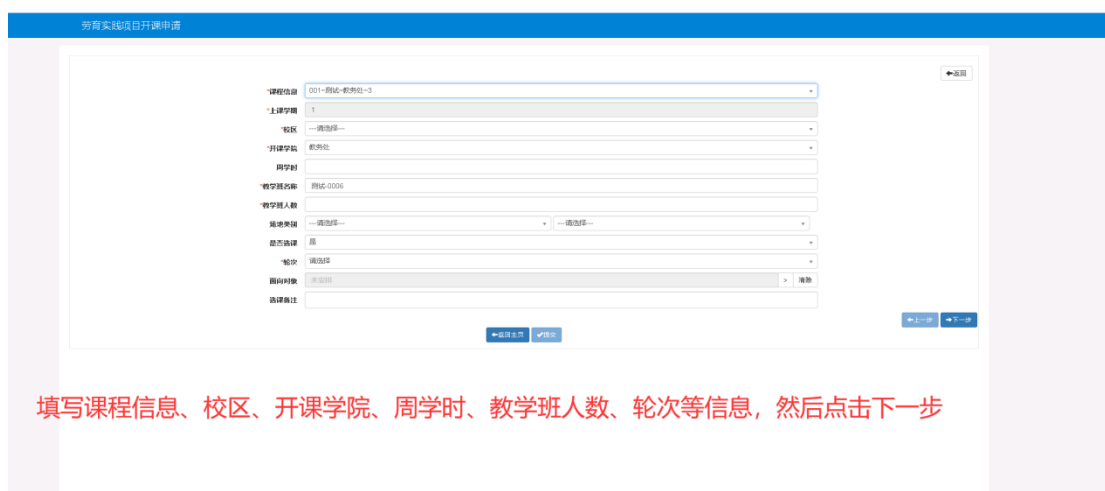 劳育实践项目开课申请
返回
*课程信息 001-测试-教务处-3
*上课学期 1
*校区 ---请选择---
*开课学院 教务处
周学时
*教学班名称 测试-0006
*教学班人数
场地类别 ---请选择--- ---请选择---
是否选课 是
*轮次 请选择
面向对象 未选择 > 清除
选课备注
上一步 下一步
返回主页 提交
填写课程信息、校区、开课学院、周学时、教学班人数、轮次等信息，然后点击下一步